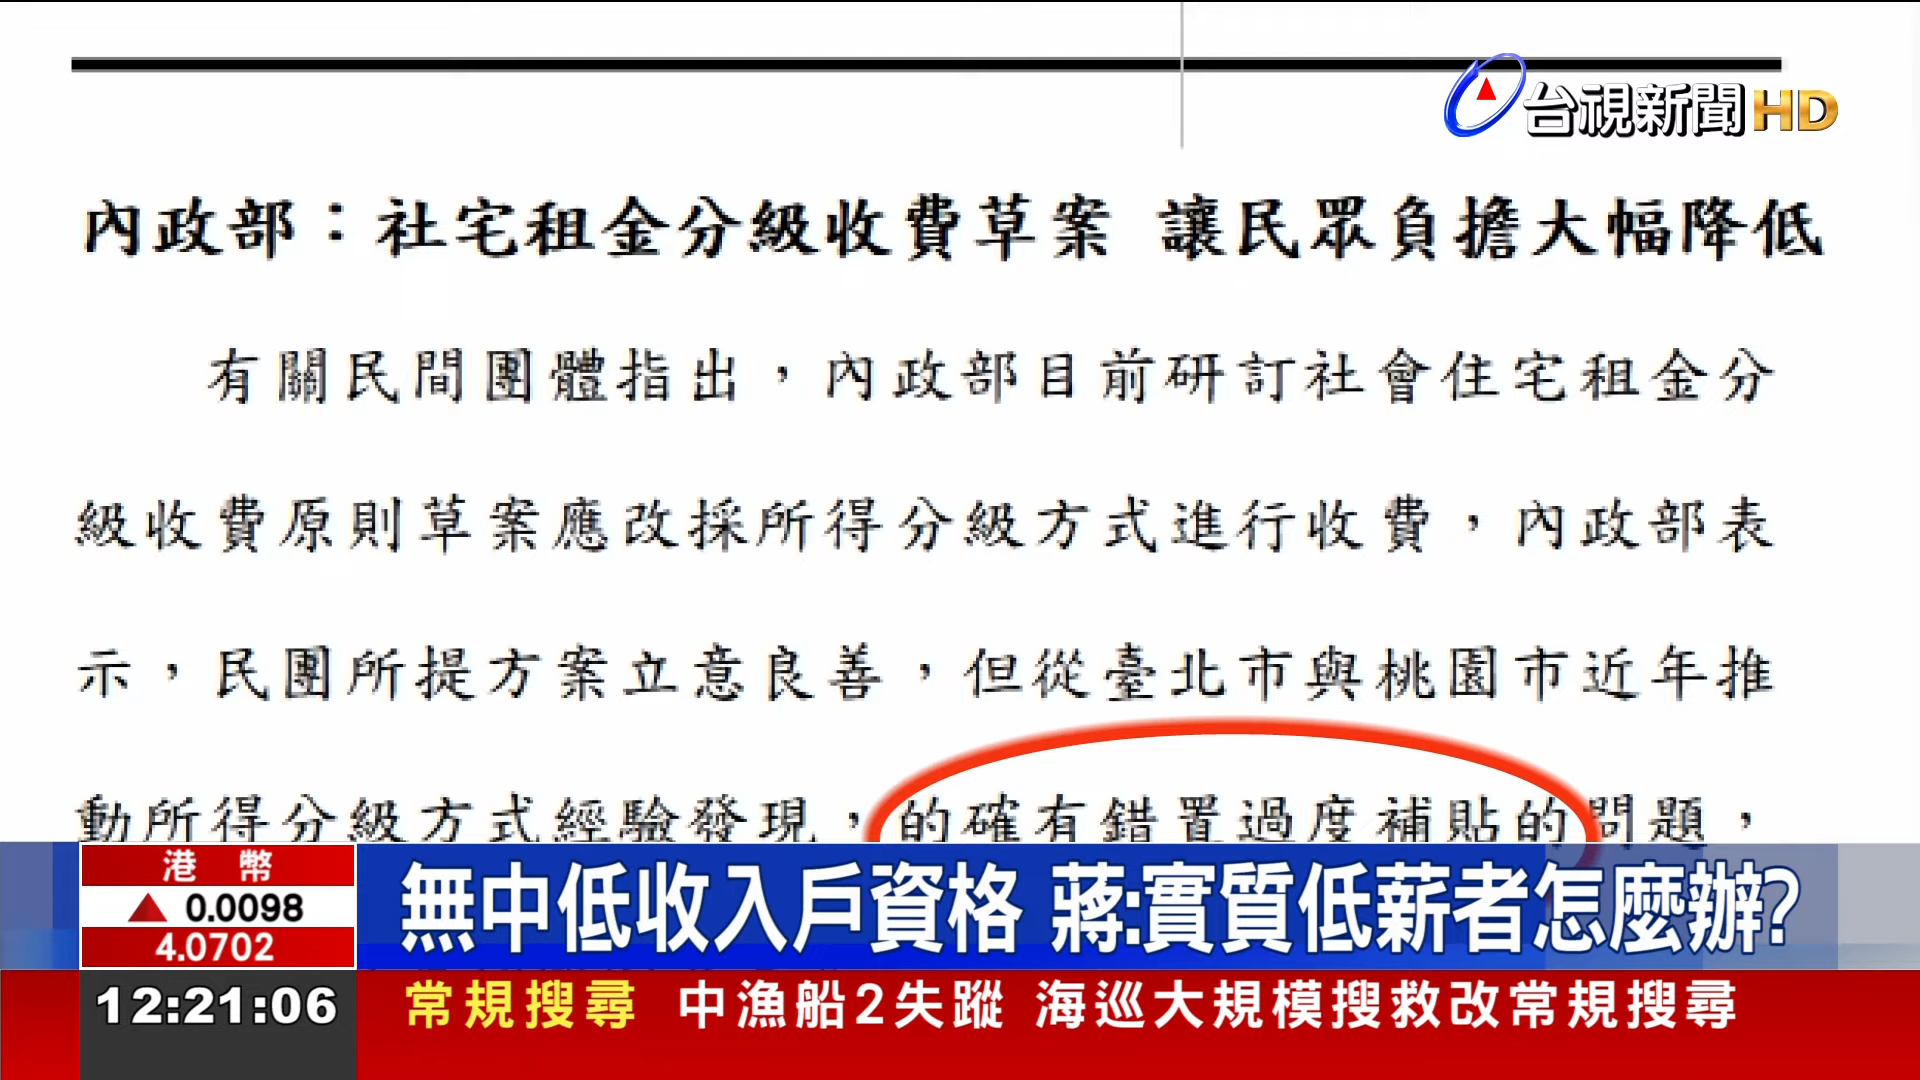 台視新聞HD
內政部：社宅租金分級收費草案 讓民眾負擔大幅降低
有關民間團體指出，內政部目前研訂社會住宅租金分
級收費原則草案應改採所得分級方式進行收費，內政部表
示，民團所提方案立意良善，但從臺北市與桃園市近年推
動所得分級方式經驗發現，的確有錯置過度補貼的問題，
港幣
▲ 0.0098
4.0702
無中低收入戶資格 蔣:實質低薪者怎麼辦?
12:21:06
常規搜尋 中漁船2失蹤 海巡大規模搜救改常規搜尋